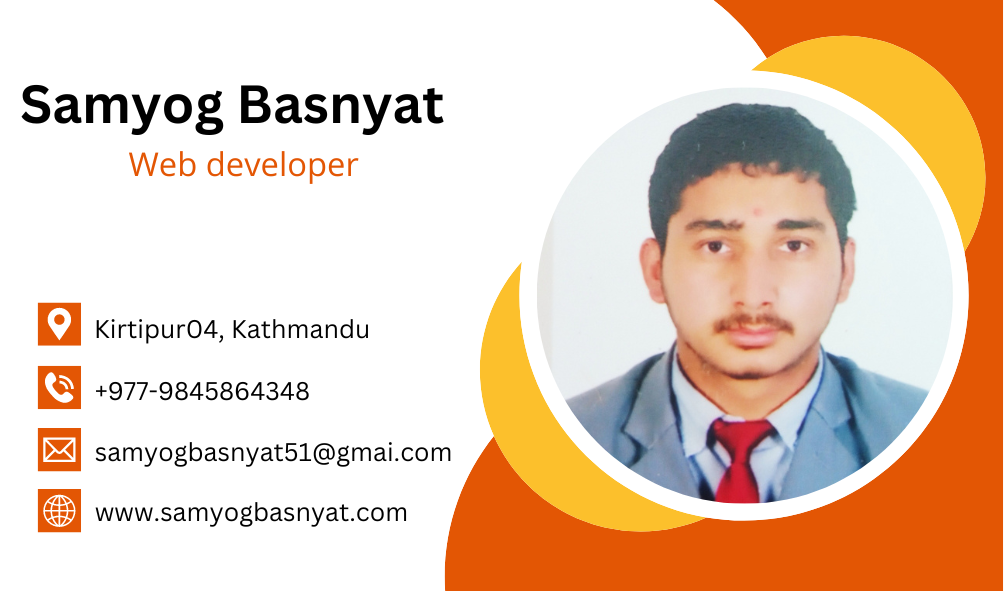 Samyog Basnyat
Web developer
Kirtipur04, Kathmandu
+977-9845864348
samyogbasnyat51@gmai.com
www.samyogbasnyat.com